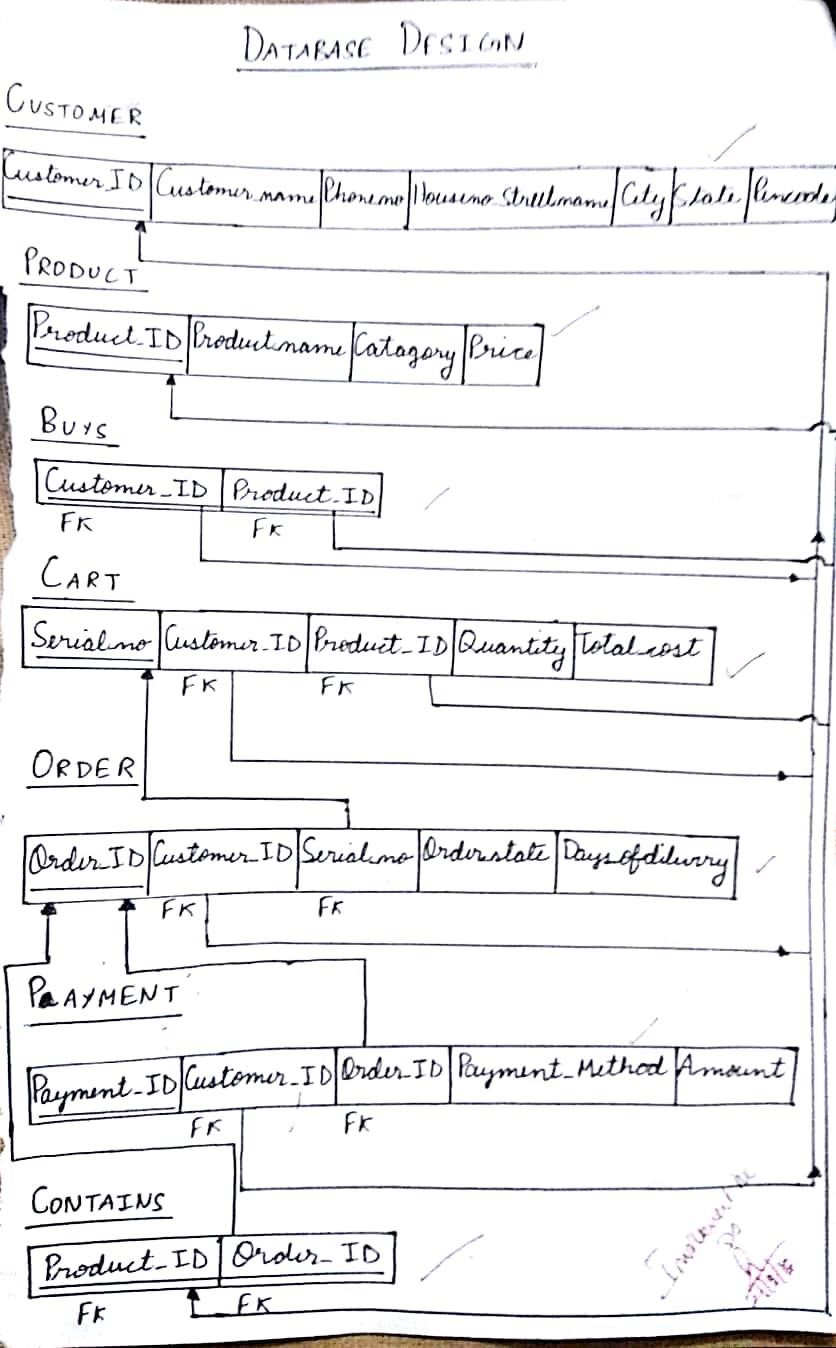 DATABASE DESIGN
CUSTOMER
Customer_ID Customer_name Phone_no House_no Street_name City State Pincode
PRODUCT
Product_ID Product_name Catagory Price
BUYS
Customer_ID Product_ID
FK FK
CART
Serial_no Customer_ID Product_ID Quantity Total_cost
FK FK
ORDER
Order_ID Customer_ID Serial_no Order_state Days_of_delivery
FK FK
PAYMENT
Payment_ID Customer_ID Order_ID Payment_Method Amount
FK FK
CONTAINS
Product_ID Order_ID
FK FK